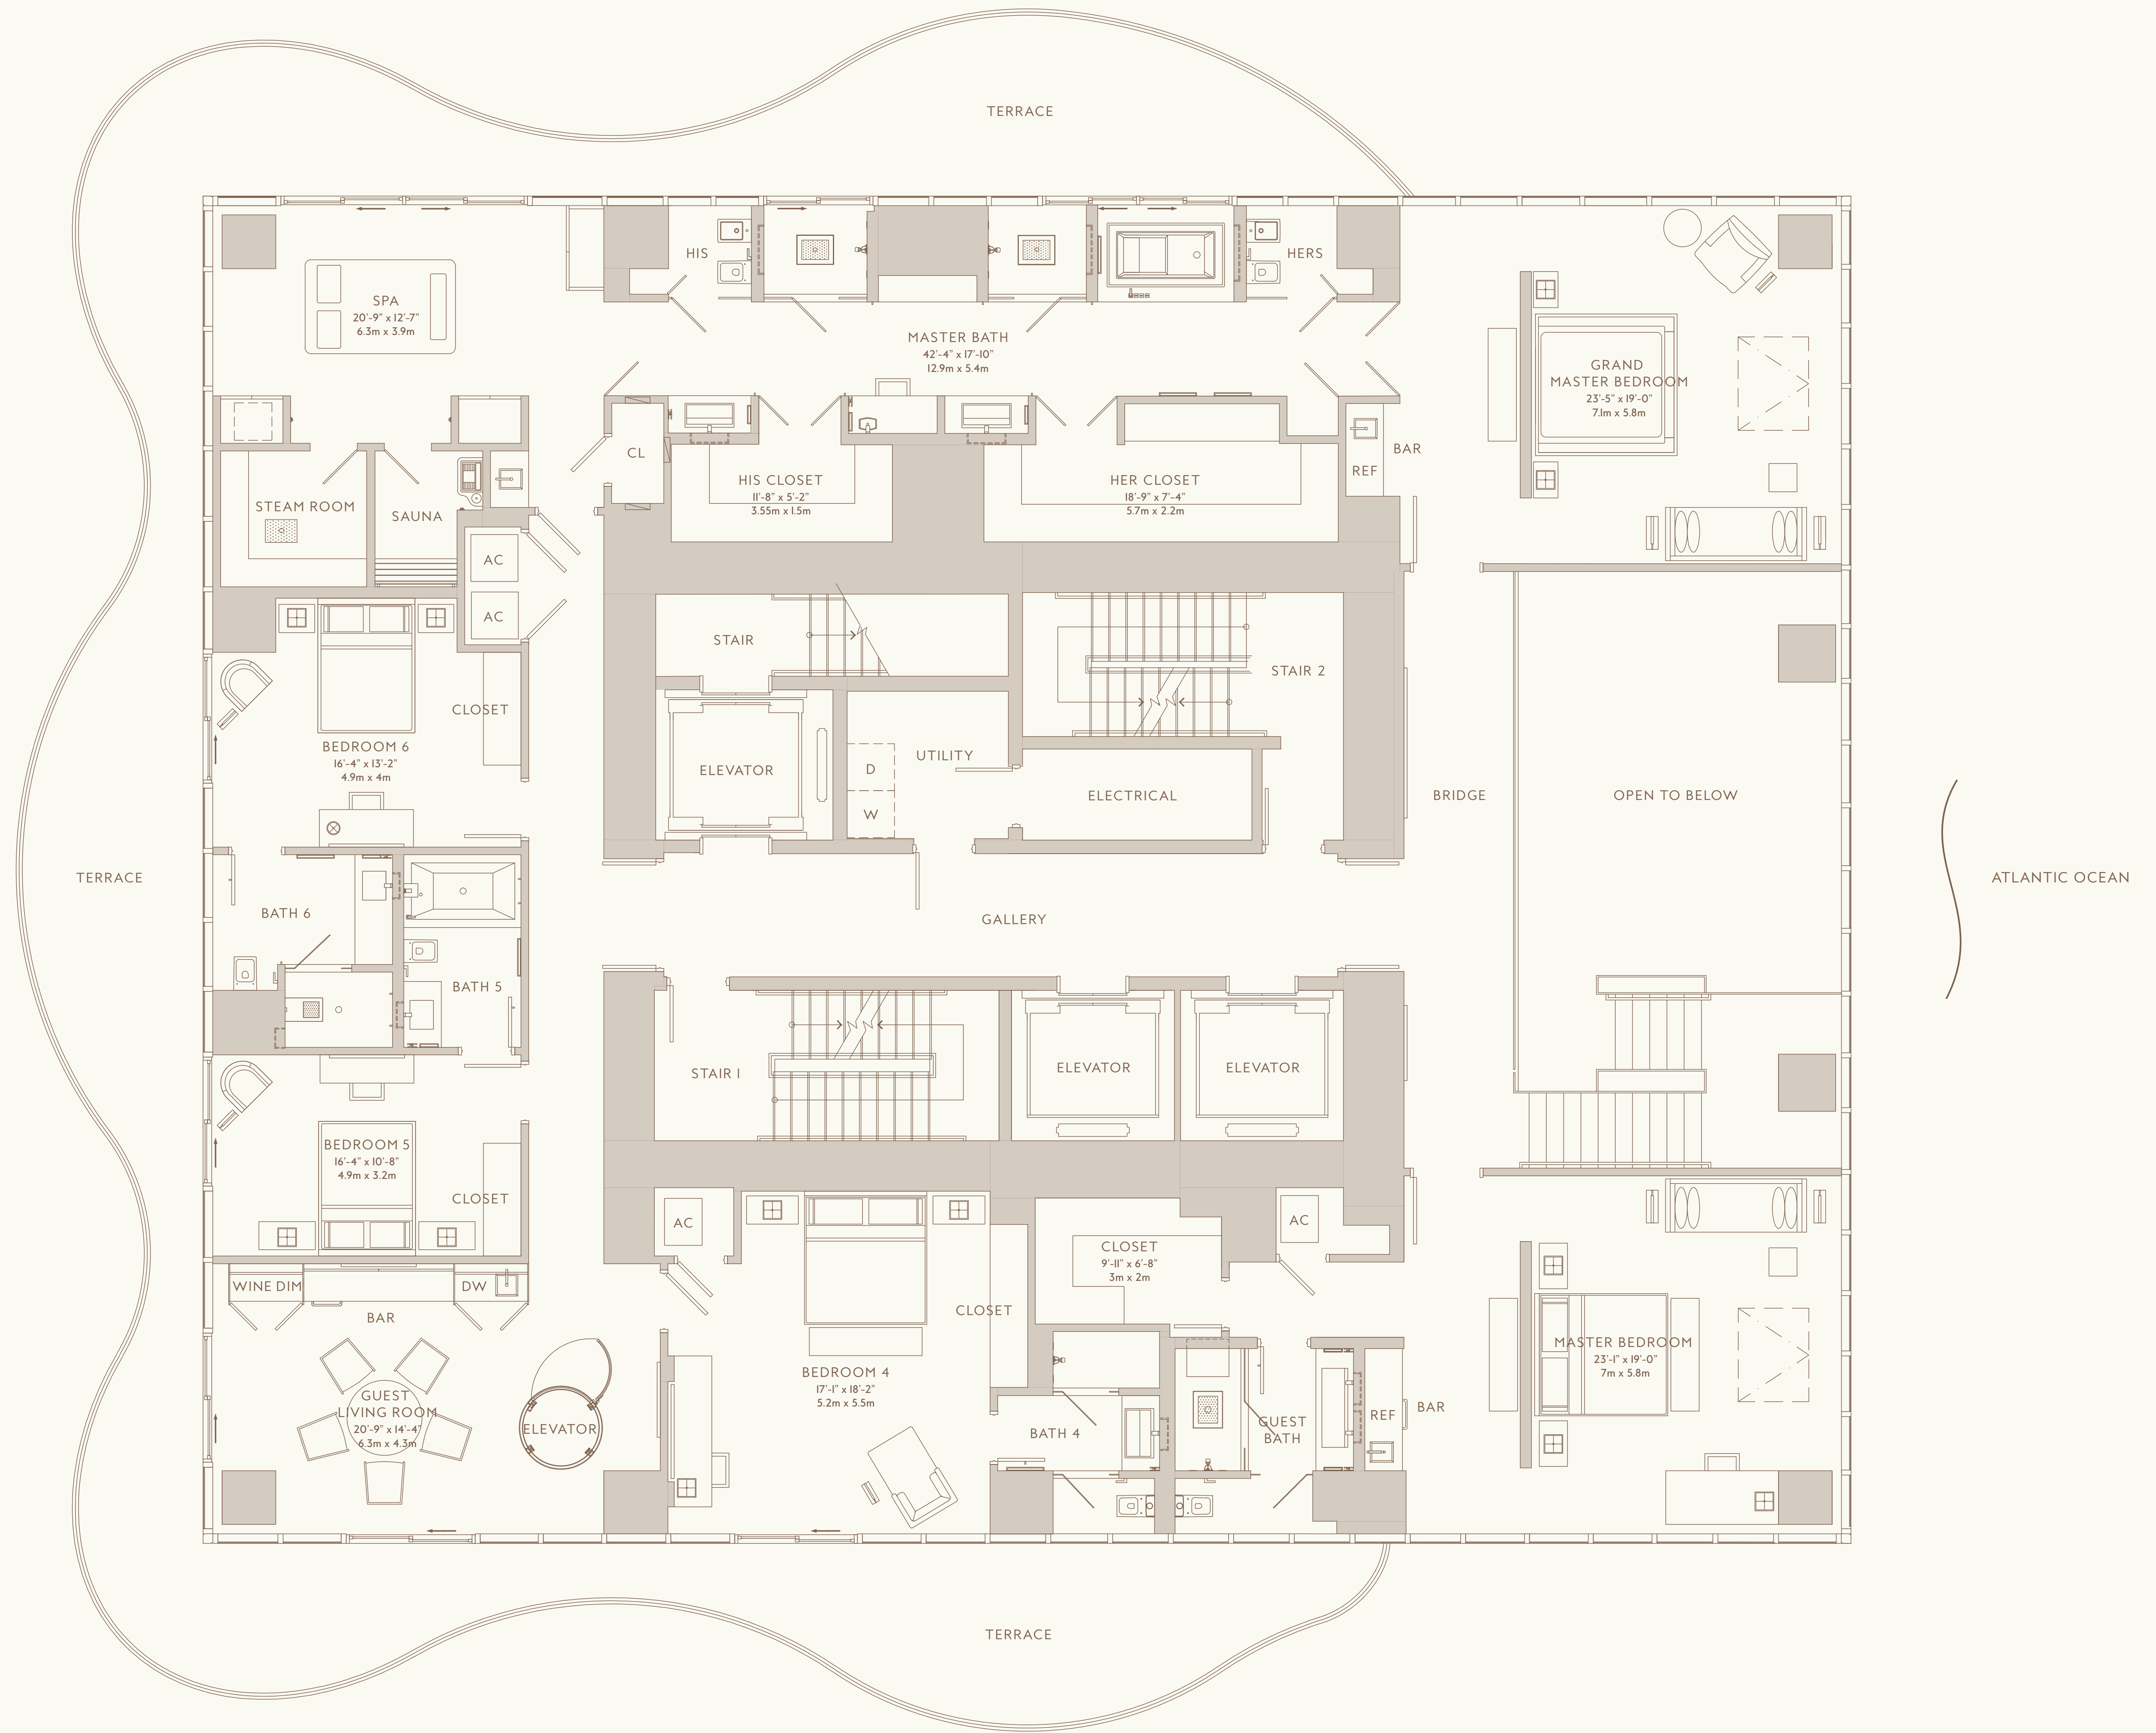 TERRACE
HIS
HERS
SPA
20'-9" x 12'-7"
6.3m x 3.9m
MASTER BATH
42'-4" x 17'-10"
12.9m x 5.4m
GRAND
MASTER BEDROOM
23'-5" x 19'-0"
7.1m x 5.8m
CL
BAR
REF
HIS CLOSET
11'-8" x 5'-2"
3.55m x 1.5m
HER CLOSET
18'-9" x 7'-4"
5.7m x 2.2m
STEAM ROOM
SAUNA
AC
AC
STAIR
STAIR 2
CLOSET
BEDROOM 6
16'-4" x 13'-2"
4.9m x 4m
ELEVATOR
UTILITY
D
W
ELECTRICAL
BRIDGE
OPEN TO BELOW
TERRACE
ATLANTIC OCEAN
BATH 6
GALLERY
BATH 5
STAIR 1
ELEVATOR
ELEVATOR
BEDROOM 5
16'-4" x 10'-8"
4.9m x 3.2m
CLOSET
AC
AC
CLOSET
9'-11" x 6'-8"
3m x 2m
WINE DIM
DW
BAR
CLOSET
BEDROOM 4
17'-1" x 18'-2"
5.2m x 5.5m
MASTER BEDROOM
23'-1" x 19'-0"
7m x 5.8m
GUEST
LIVING ROOM
20'-9" x 14'-4"
6.3m x 4.3m
ELEVATOR
BATH 4
GUEST
BATH
REF
BAR
TERRACE